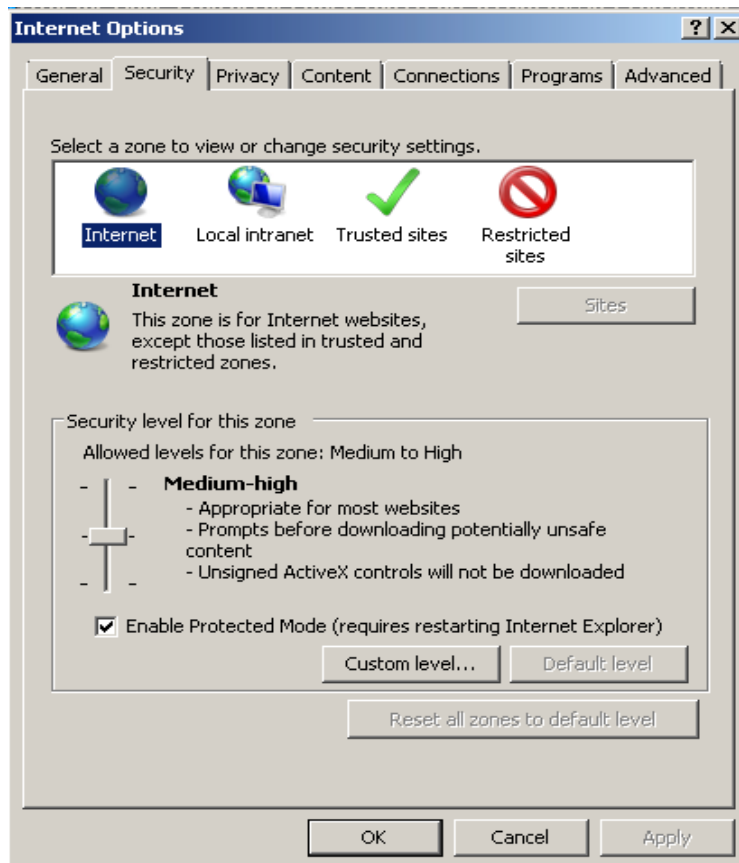 Internet Options
General Security Privacy Content Connections Programs Advanced
Select a zone to view or change security settings.
Internet Local intranet Trusted sites Restricted
sites
Internet
Sites
This zone is for Internet websites,
except those listed in trusted and
restricted zones.
Security level for this zone
Allowed levels for this zone: Medium to High
Medium-high
- Appropriate for most websites
- Prompts before downloading potentially unsafe
content
- Unsigned ActiveX controls will not be downloaded
Enable Protected Mode (requires restarting Internet Explorer)
Custom level... Default level
Reset all zones to default level
OK Cancel Apply